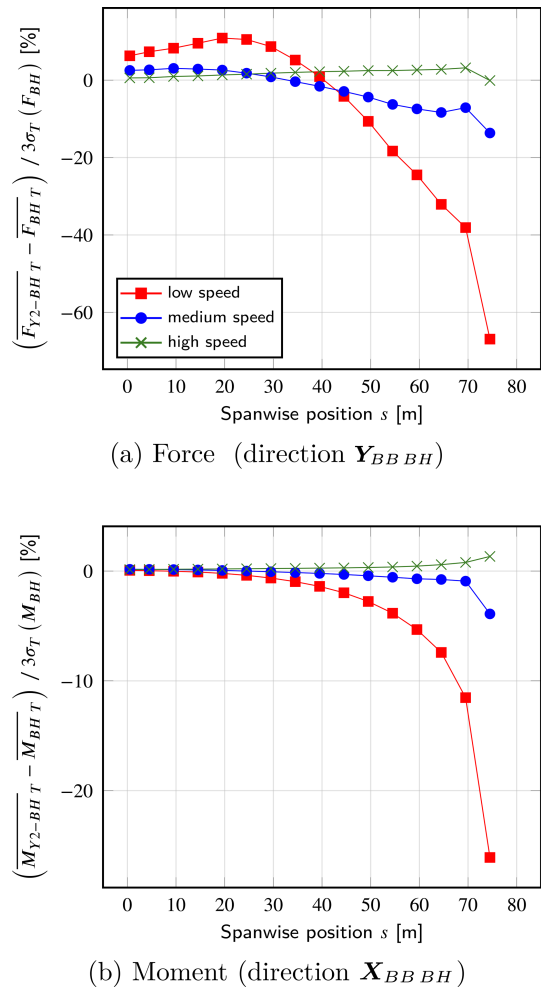 (F_{Y2−BH T} − F_{BH T}) / 3σ_T (F_{BH}) [%]
0
−20
−40
−60
low speed
medium speed
high speed
0 10 20 30 40 50 60 70 80
Spanwise position s [m]
(a) Force (direction Y_{BB BH})
(M_{Y2−BH T} − M_{BH T}) / 3σ_T (M_{BH}) [%]
0
−10
−20
0 10 20 30 40 50 60 70 80
Spanwise position s [m]
(b) Moment (direction X_{BB BH})